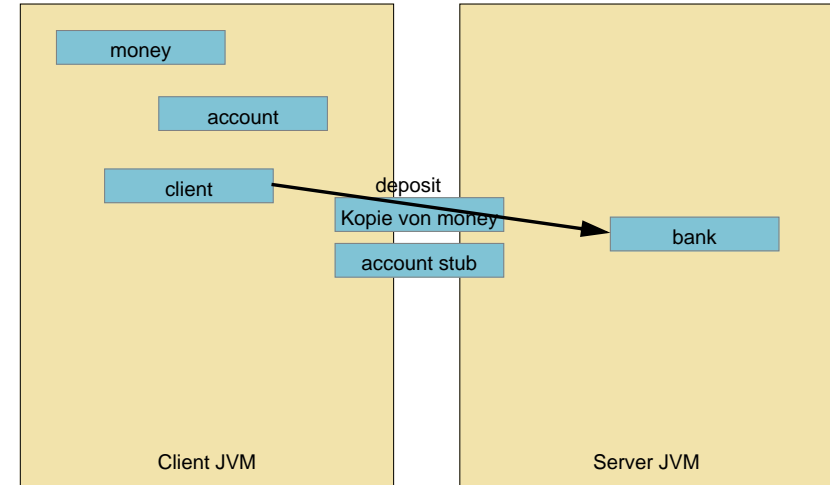 money
account
client
deposit
Kopie von money
bank
account stub
Client JVM
Server JVM